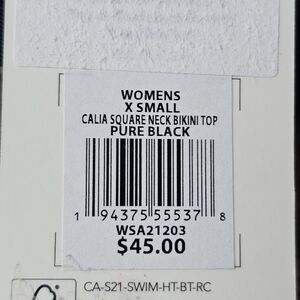 WOMENS
X SMALL
CALIA SQUARE NECK BIKINI TOP
PURE BLACK
1 94375 55537 8
WSA21203
$45.00
CA-S21-SWIM-HT-BT-RC